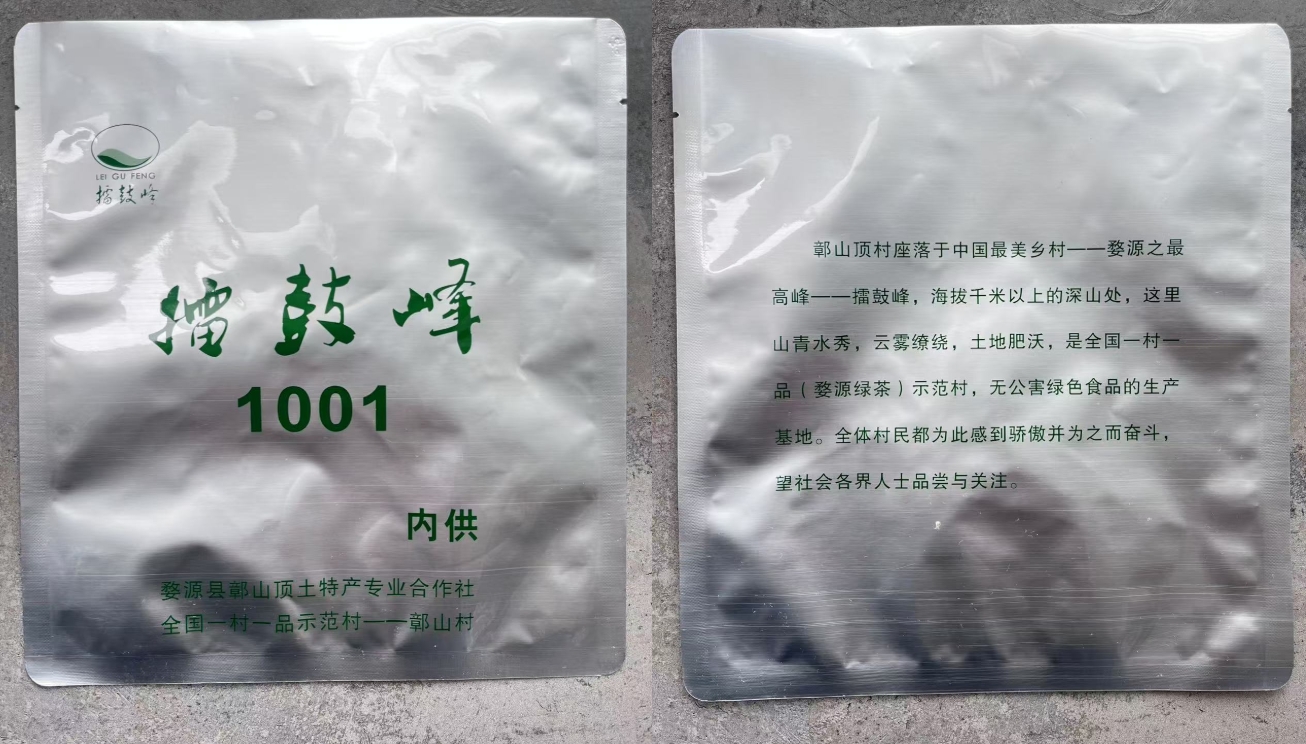 LEI GU FENG
擂鼓峰
擂鼓峰
1001
内供
婺源县鄣山顶土特产专业合作社
全国一村一品示范村——鄣山村
鄣山顶村座落于中国最美乡村——婺源之最
高峰——擂鼓峰，海拔千米以上的深山处，这里
山青水秀，云雾缭绕，土地肥沃，是全国一村一
品（婺源绿茶）示范村，无公害绿色食品的生产
基地。全体村民都为此感到骄傲并为之而奋斗，
望社会各界人士品尝与关注。